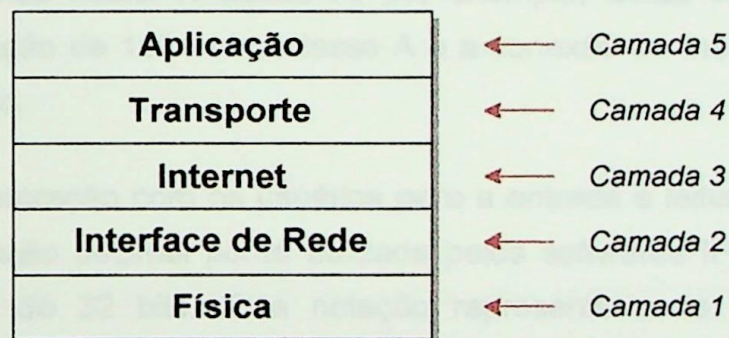 Aplicação Camada 5
Transporte Camada 4
Internet Camada 3
Interface de Rede Camada 2
Física Camada 1